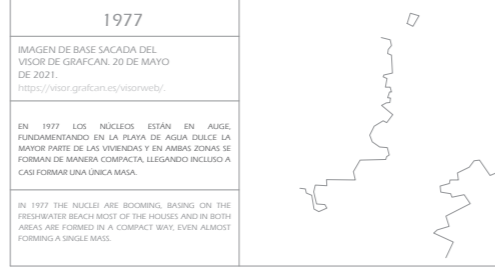 1977
IMAGEN DE BASE SACADA DEL
VISOR DE GRAFCAN. 20 DE MAYO
DE 2021.
https://visor.grafcan.es/visorweb/.
EN 1977 LOS NÚCLEOS ESTÁN EN AUGE,
FUNDAMENTANDO EN LA PLAYA DE AGUA DULCE LA
MAYOR PARTE DE LAS VIVIENDAS Y EN AMBAS ZONAS SE
FORMAN DE MANERA COMPACTA, LLEGANDO INCLUSO A
CASI FORMAR UNA ÚNICA MASA.
IN 1977 THE NUCLEI ARE BOOMING, BASING ON THE
FRESHWATER BEACH MOST OF THE HOUSES AND IN BOTH
AREAS ARE FORMED IN A COMPACT WAY, EVEN ALMOST
FORMING A SINGLE MASS.